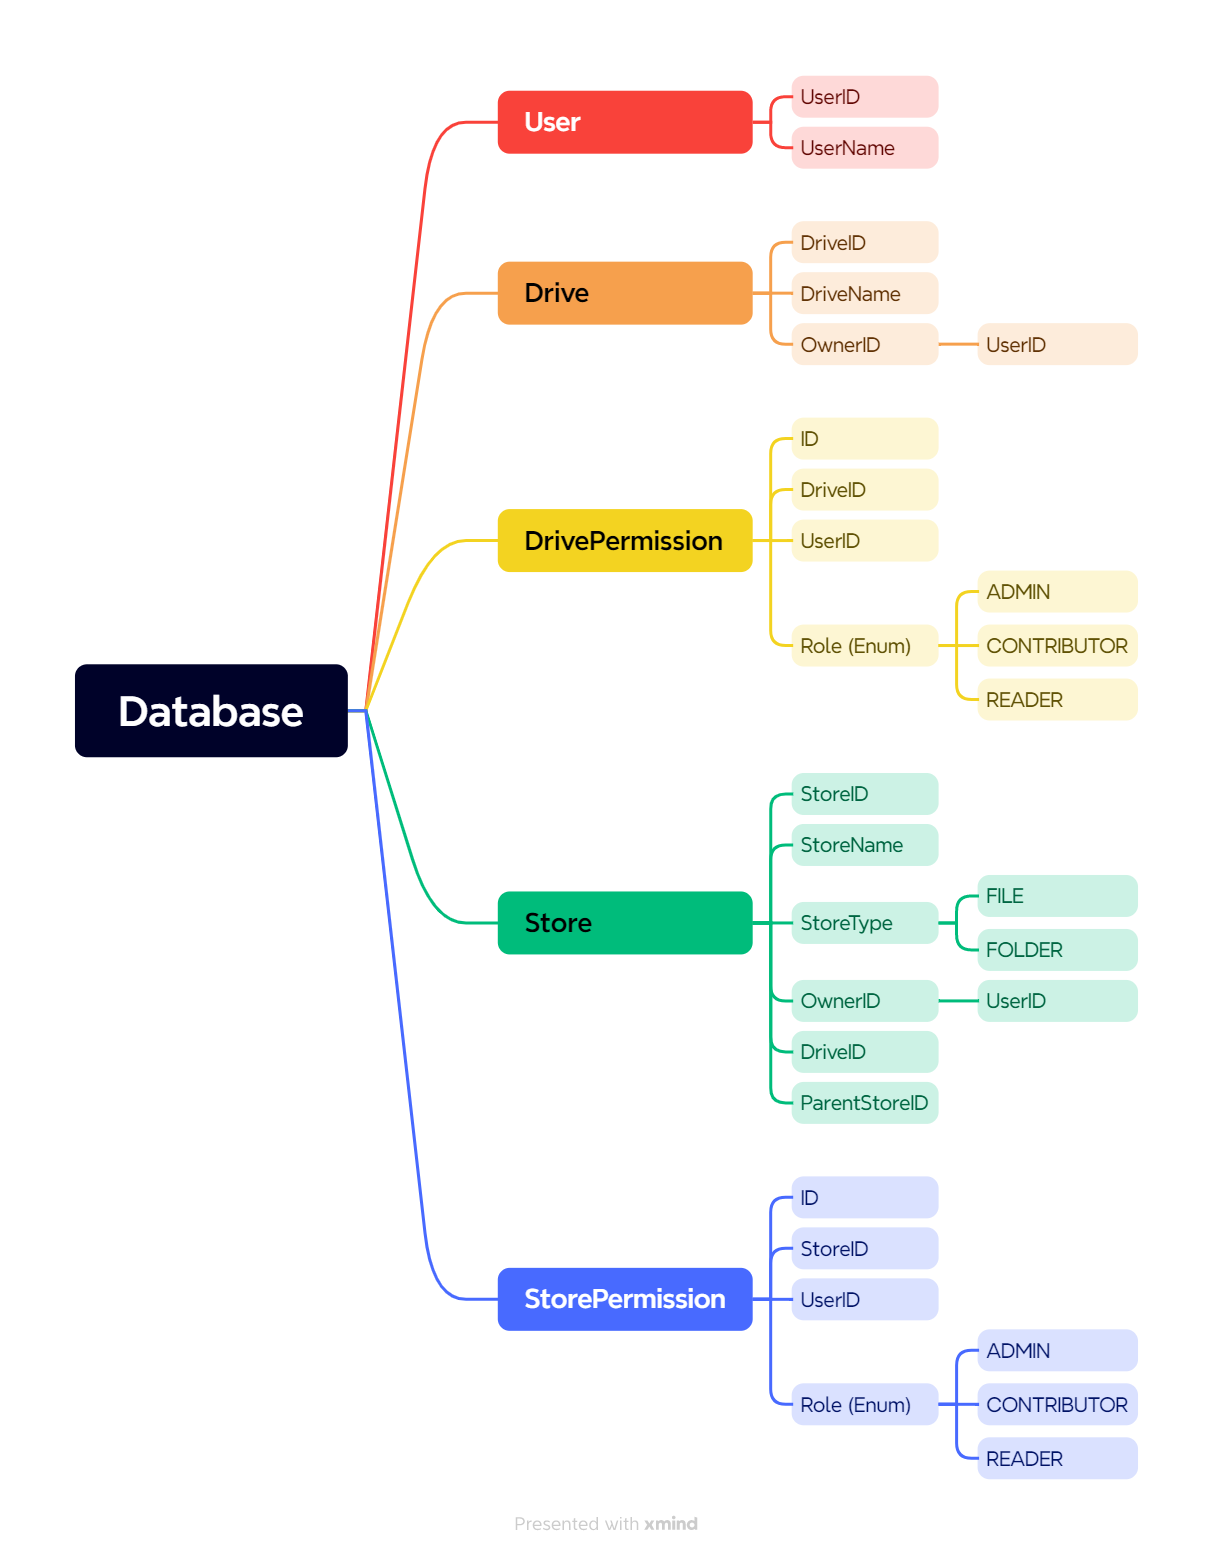 Database
User
UserID
UserName
Drive
DriveID
DriveName
OwnerID
UserID
DrivePermission
ID
DriveID
UserID
Role (Enum)
ADMIN
CONTRIBUTOR
READER
Store
StoreID
StoreName
StoreType
FILE
FOLDER
OwnerID
UserID
DriveID
ParentStoreID
StorePermission
ID
StoreID
UserID
Role (Enum)
ADMIN
CONTRIBUTOR
READER
Presented with xmind